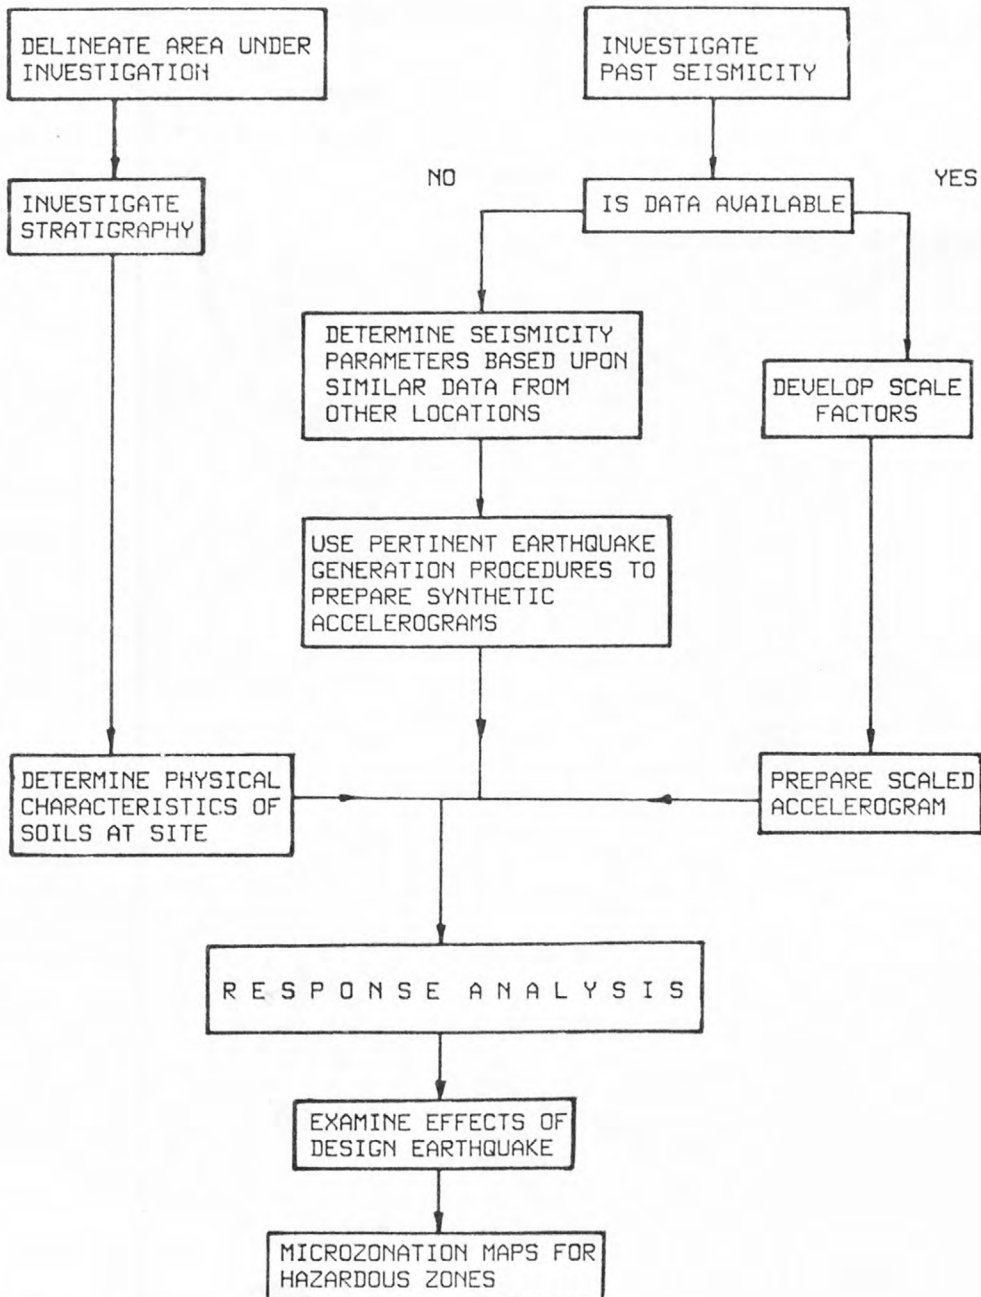 DELINEATE AREA UNDER
INVESTIGATION
INVESTIGATE
PAST SEISMICITY
NO
YES
INVESTIGATE
STRATIGRAPHY
IS DATA AVAILABLE
DETERMINE SEISMICITY
PARAMETERS BASED UPON
SIMILAR DATA FROM
OTHER LOCATIONS
DEVELOP SCALE
FACTORS
USE PERTINENT EARTHQUAKE
GENERATION PROCEDURES TO
PREPARE SYNTHETIC
ACCELEROGRAMS
DETERMINE PHYSICAL
CHARACTERISTICS OF
SOILS AT SITE
PREPARE SCALED
ACCELEROGRAM
RESPONSE ANALYSIS
EXAMINE EFFECTS OF
DESIGN EARTHQUAKE
MICROZONATION MAPS FOR
HAZARDOUS ZONES